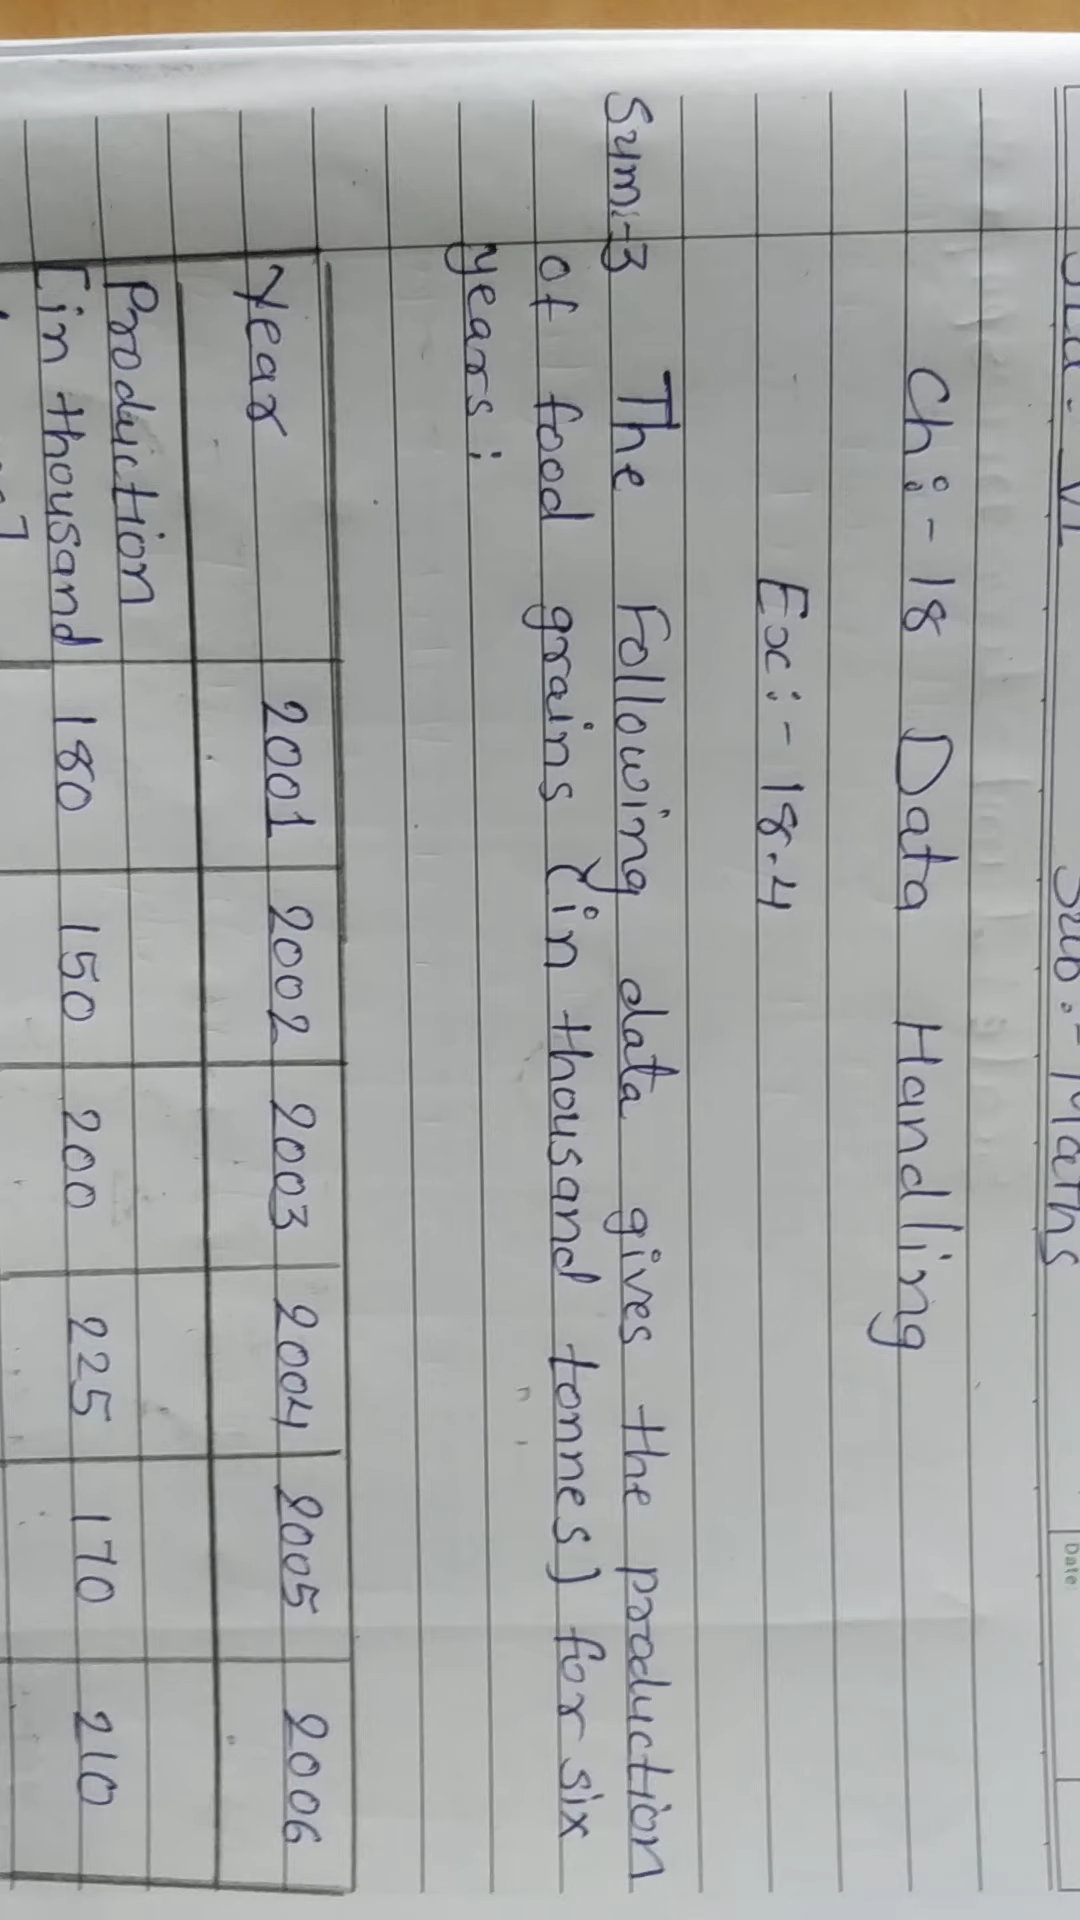 Sub:- Maths
Date
Ch:- 18 Data Handling
Ex:- 18.4
Sum:-3 The Following data gives the production
of food grains (in thousand tonnes) for six
years:
Year 2001 2002 2003 2004 2005 2006
Production
[in thousand 180 150 200 225 170 210